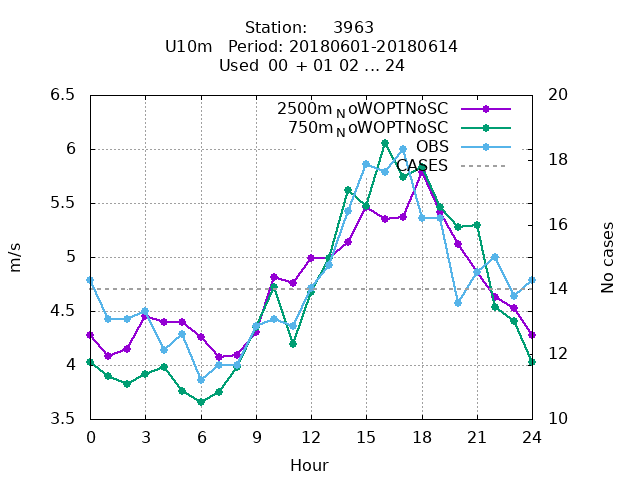 Station: 3963
U10m Period: 20180601-20180614
Used 00 + 01 02 ... 24
6.5
6
5.5
5
4.5
4
3.5
m/s
20
18
16
14
12
10
No cases
2500m_NoWOPTNoSC
750m_NoWOPTNoSC
OBS
CASES
0 3 6 9 12 15 18 21 24
Hour